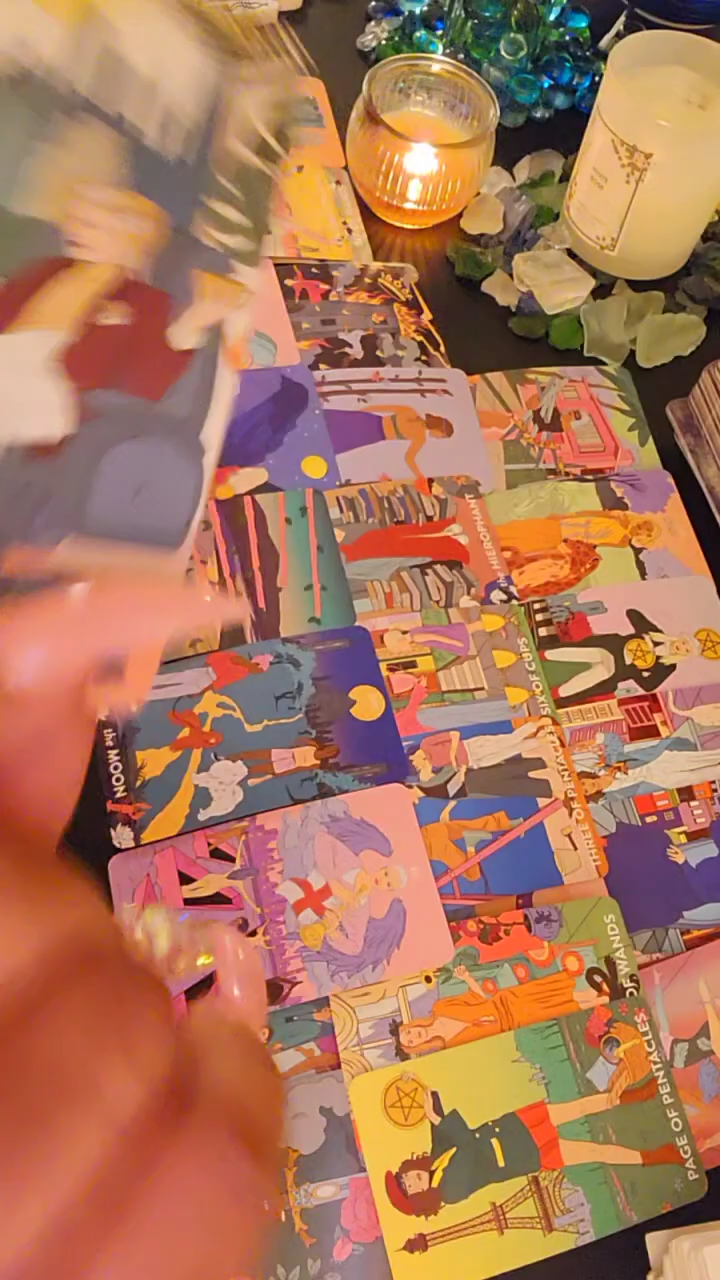 the HIEROPHANT
SIX OF CUPS
the MOON
THREE OF PENTACLES
OF WANDS
PAGE OF PENTACLES